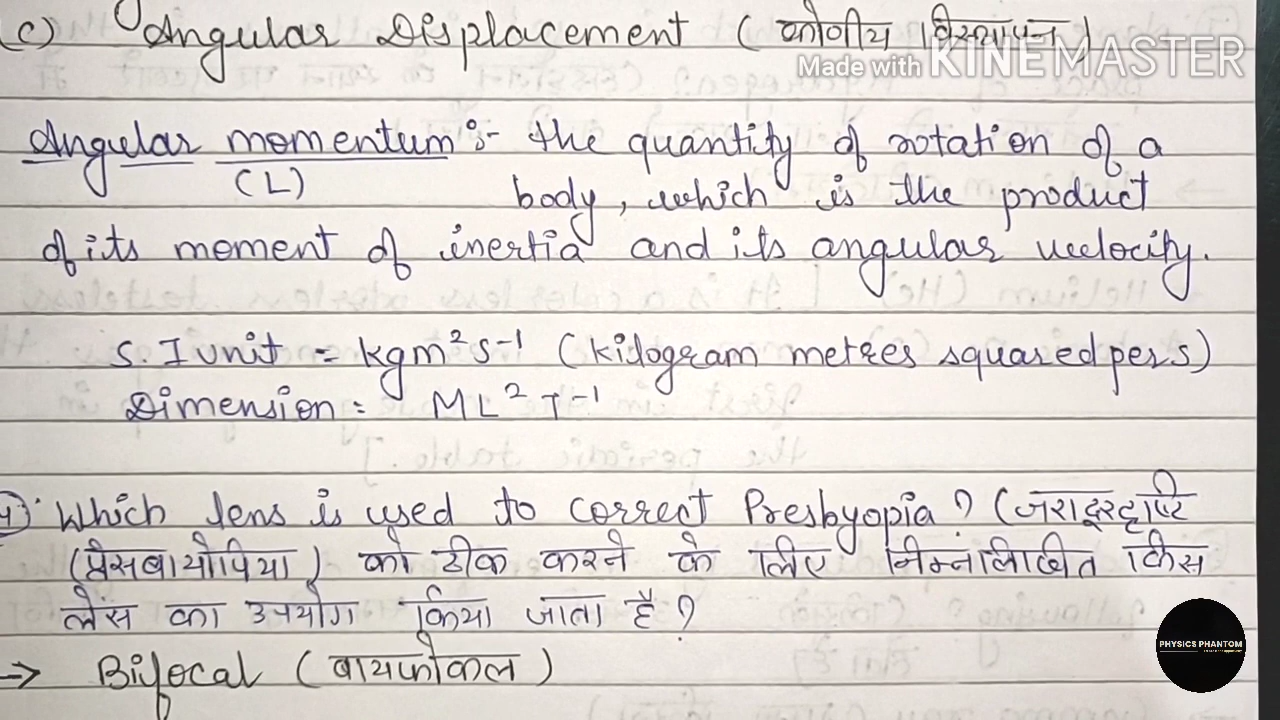 (c) Angular Displacement ( कोणीय विस्थापन )
Made with KINEMASTER
Angular momentum :- the quantity of rotation of a
(L) body, which is the product
of its moment of inertia and its angular velocity.
S I unit = kgm²s⁻¹ (kilogram metres squared per s)
Dimension = ML²T⁻¹
Which lens is used to correct Presbyopia ? (जरादूरदृष्टि
(प्रेसबायोपिया) को ठीक करने के लीए निम्नलिखीत किस
लेंस का उपयोग किया जाता है ?
→ Bifocal (बायफोकल)
PHYSICS PHANTOM